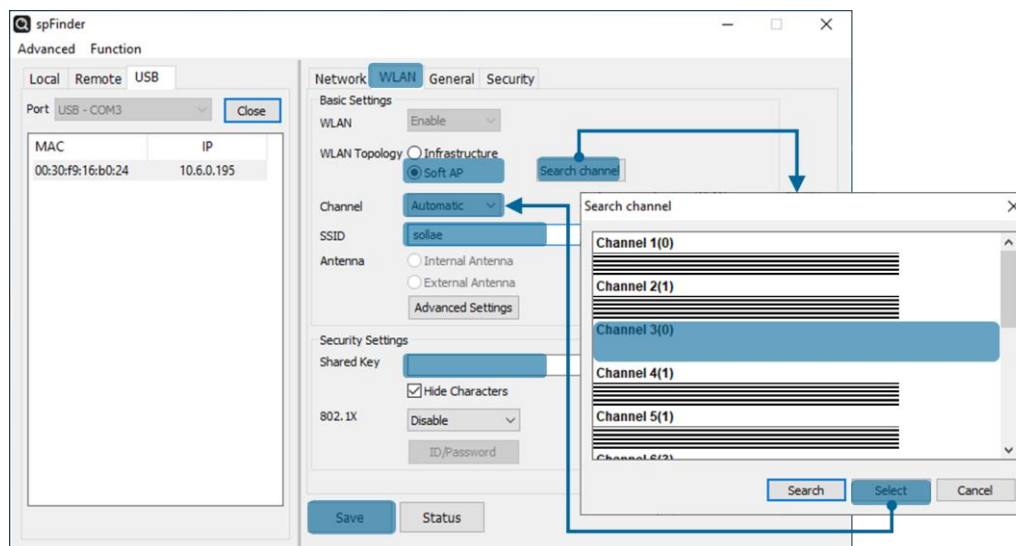 spFinder
Advanced Function
Local Remote USB
Port USB - COM3 Close
MAC IP
00:30:f9:16:b0:24 10.6.0.195
Network WLAN General Security
Basic Settings
WLAN Enable
WLAN Topology Infrastructure
Soft AP Search channel
Channel Automatic
SSID sollae
Antenna Internal Antenna
External Antenna
Advanced Settings
Security Settings
Shared Key
Hide Characters
802.1X Disable
ID/Password
Save Status
Search channel
Channel 1(0)
Channel 2(1)
Channel 3(0)
Channel 4(1)
Channel 5(1)
Channel 6(3)
Search Select Cancel